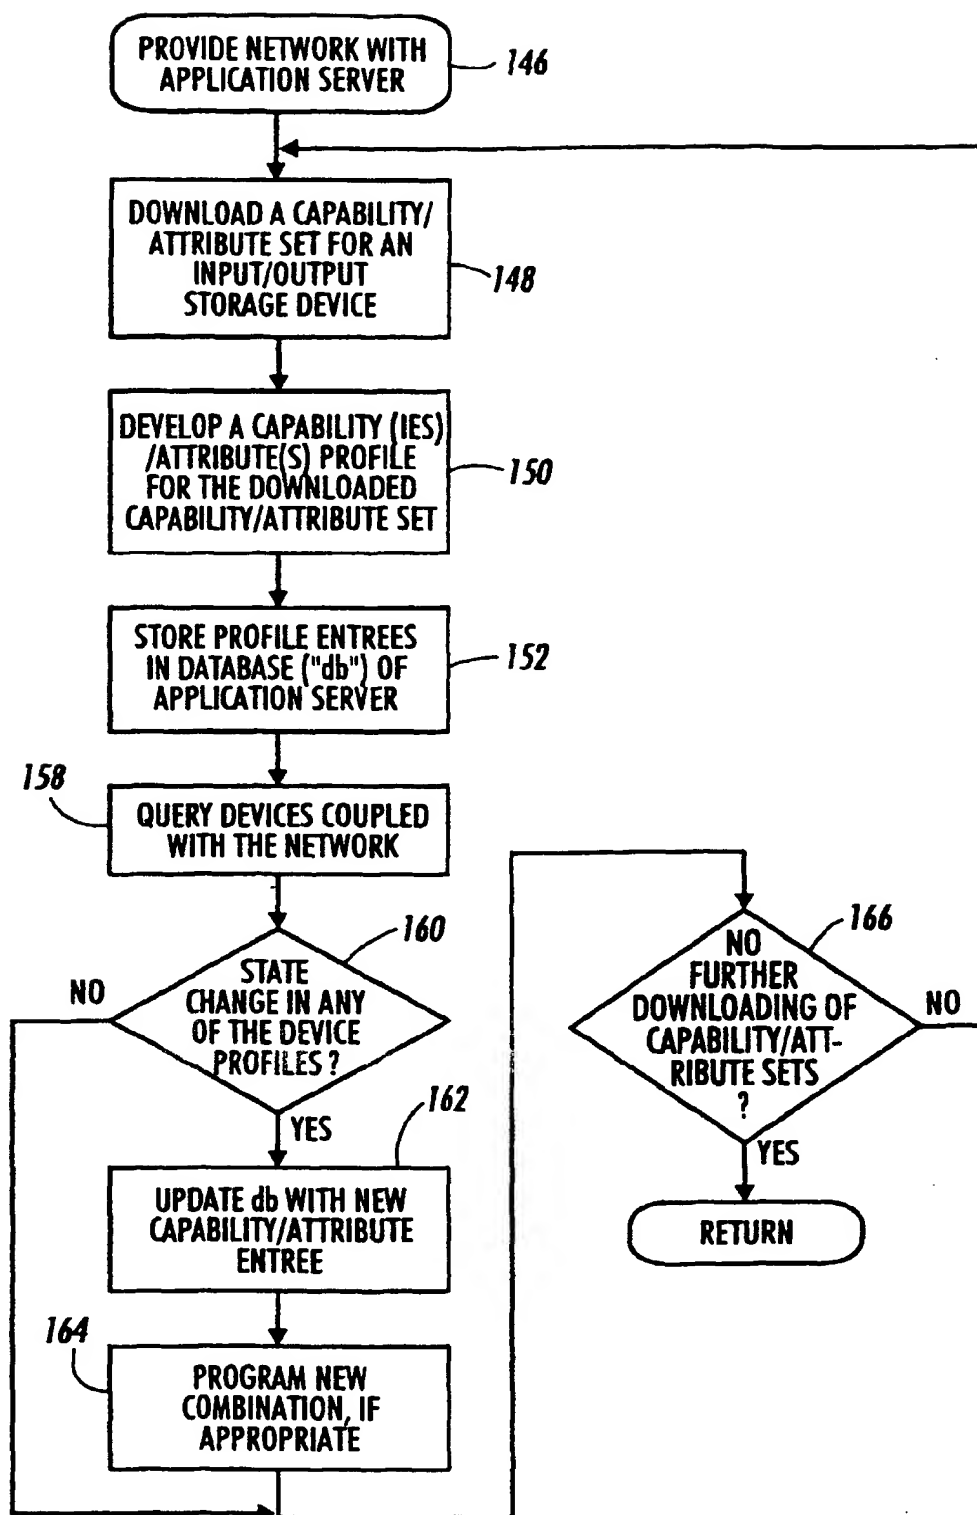 PROVIDE NETWORK WITH
APPLICATION SERVER
146
DOWNLOAD A CAPABILITY/
ATTRIBUTE SET FOR AN
INPUT/OUTPUT
STORAGE DEVICE
148
DEVELOP A CAPABILITY (IES)
/ATTRIBUTE(S) PROFILE
FOR THE DOWNLOADED
CAPABILITY/ATTRIBUTE SET
150
STORE PROFILE ENTREES
IN DATABASE ("db") OF
APPLICATION SERVER
152
158
QUERY DEVICES COUPLED
WITH THE NETWORK
160
STATE
CHANGE IN ANY
OF THE DEVICE
PROFILES ?
NO
YES
162
UPDATE db WITH NEW
CAPABILITY/ATTRIBUTE
ENTREE
164
PROGRAM NEW
COMBINATION, IF
APPROPRIATE
166
NO
FURTHER
DOWNLOADING OF
CAPABILITY/ATT-
RIBUTE SETS
?
NO
YES
RETURN